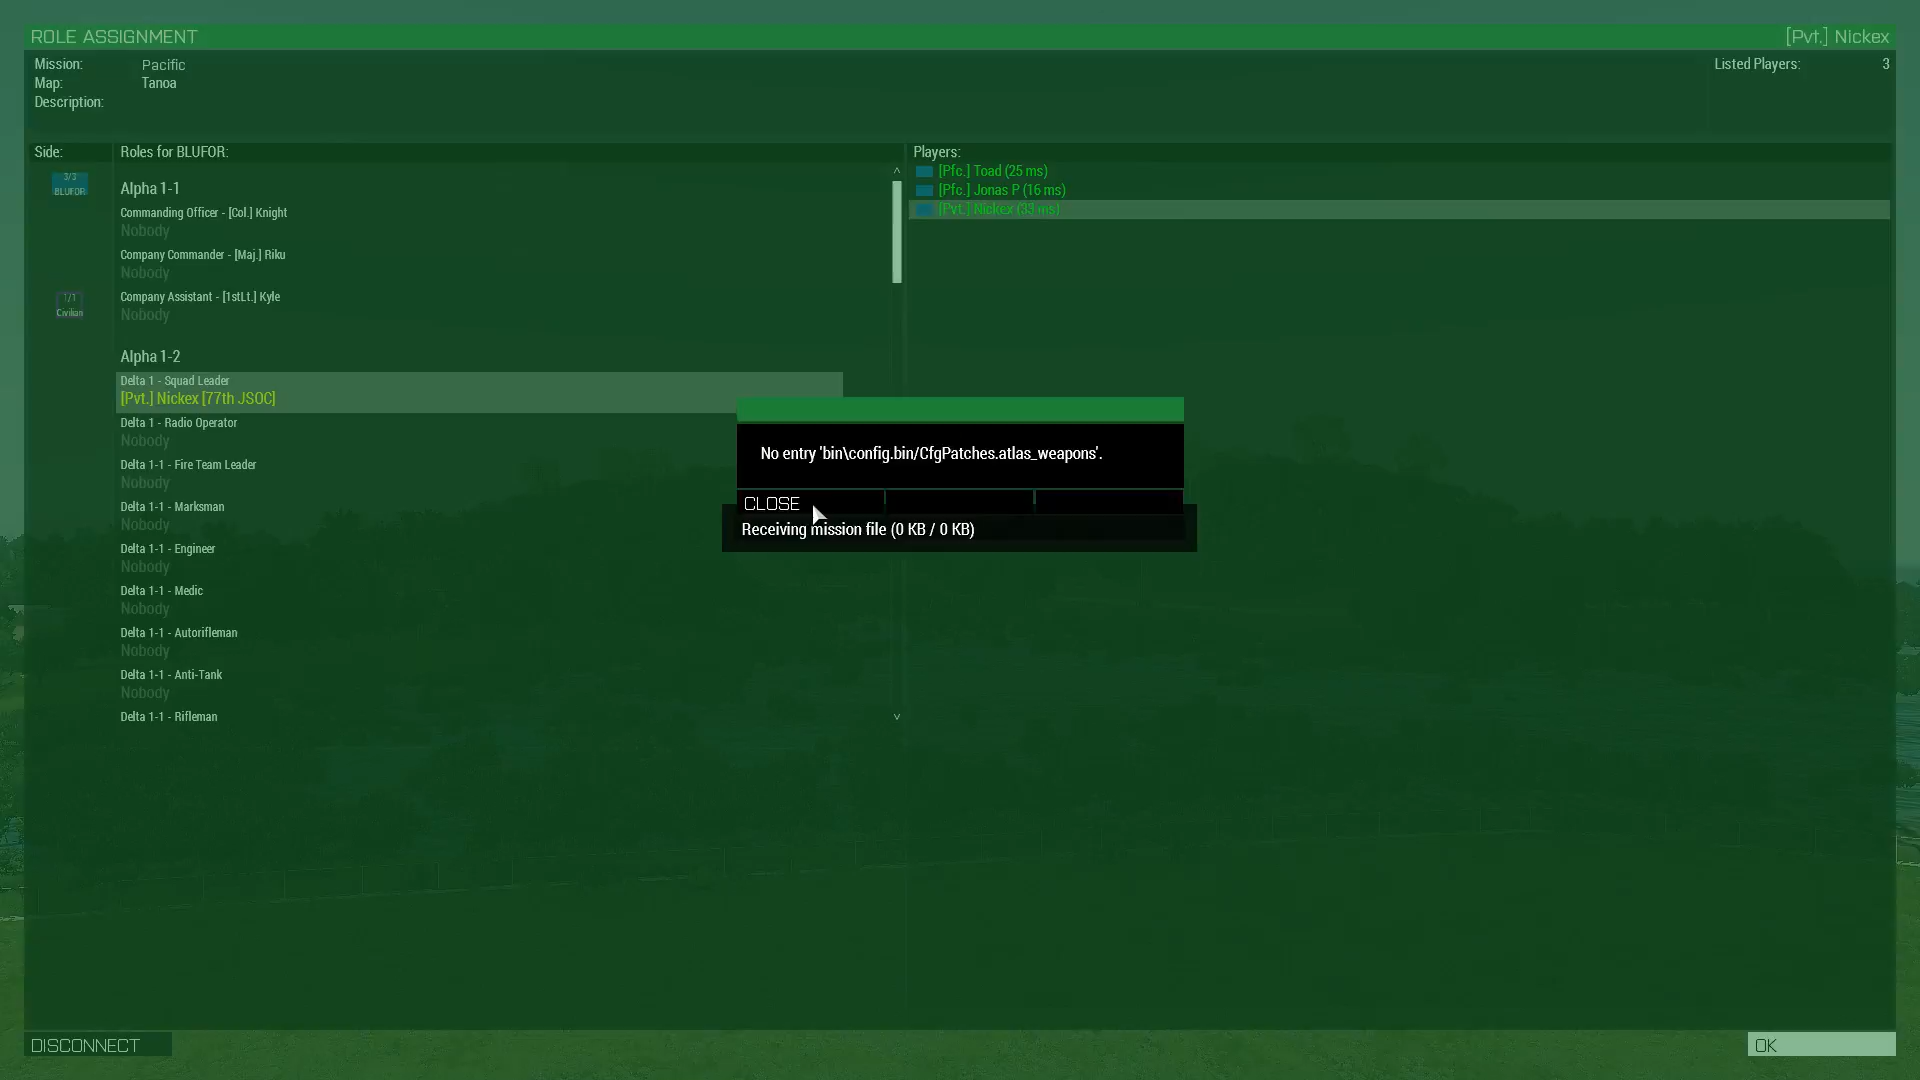 ROLE ASSIGNMENT
[Pvt.] Nickex
Mission: Pacific
Map: Tanoa
Description:
Listed Players: 3
Side:
Roles for BLUFOR:
Players:
3/3
BLUFOR
1/1
Civilian
Alpha 1-1
Commanding Officer - [Col.] Knight
Nobody
Company Commander - [Maj.] Riku
Nobody
Company Assistant - [1stLt.] Kyle
Nobody
Alpha 1-2
Delta 1 - Squad Leader
[Pvt.] Nickex [77th JSOC]
Delta 1 - Radio Operator
Nobody
Delta 1-1 - Fire Team Leader
Nobody
Delta 1-1 - Marksman
Nobody
Delta 1-1 - Engineer
Nobody
Delta 1-1 - Medic
Nobody
Delta 1-1 - Autorifleman
Nobody
Delta 1-1 - Anti-Tank
Nobody
Delta 1-1 - Rifleman
[Pfc.] Toad (25 ms)
[Pfc.] Jonas P (16 ms)
[Pvt.] Nickex (33 ms)
No entry 'bin\config.bin/CfgPatches.atlas_weapons'.
CLOSE
Receiving mission file (0 KB / 0 KB)
DISCONNECT
OK